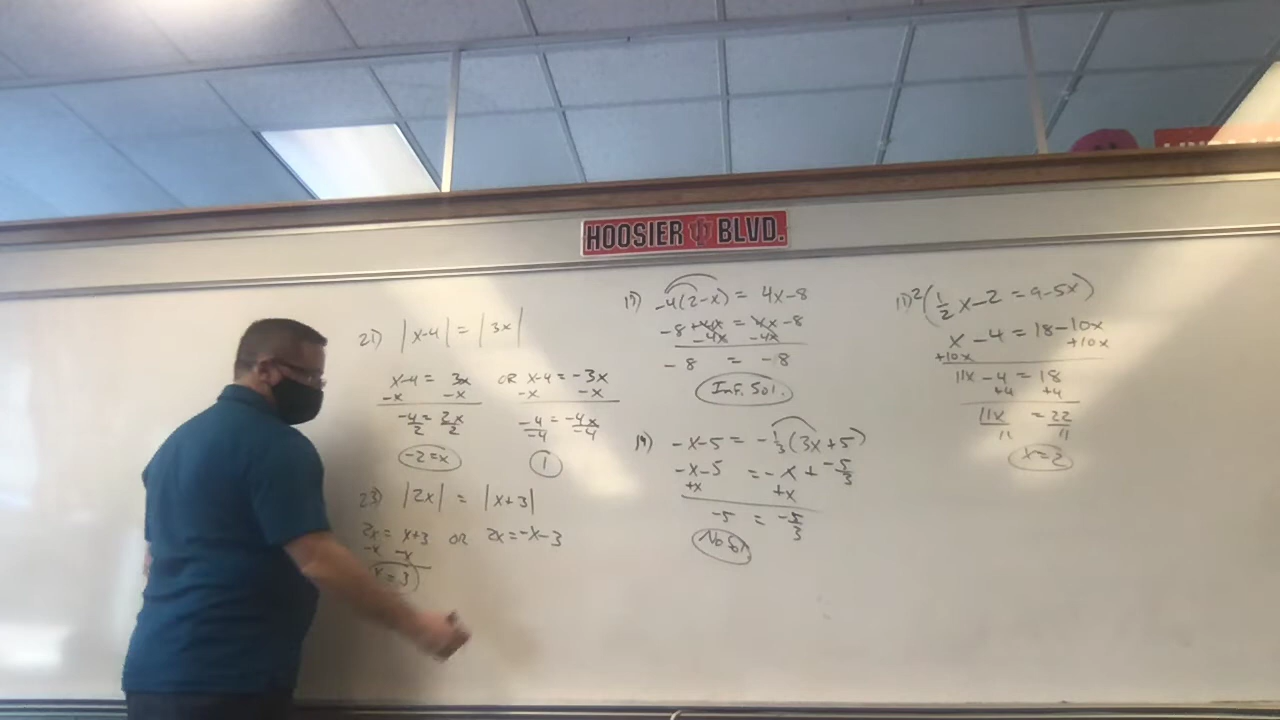 HOOSIER BLVD.
21) |x-4| = |3x|
x-4 = 3x OR x-4 = -3x
-x -x -x -x
-4/2 = 2x/2 -4/-4 = -4x/-4
-2=x 1
23) |2x| = |x+3|
2x = x+3 OR 2x = -x-3
-x -x
x = 3
17) -4(2-x) = 4x-8
-8+4x = 4x-8
-4x -4x
-8 = -8
Inf. Sol.
19) -x-5 = -1/3(3x+5)
-x-5 = -x + -5/3
+x +x
-5 = -5/3
No Sol.
11) 2(1/2 x-2 = 9-5x)
x-4 = 18-10x
+10x +10x
11x-4 = 18
+4 +4
11x/11 = 22/11
x=2